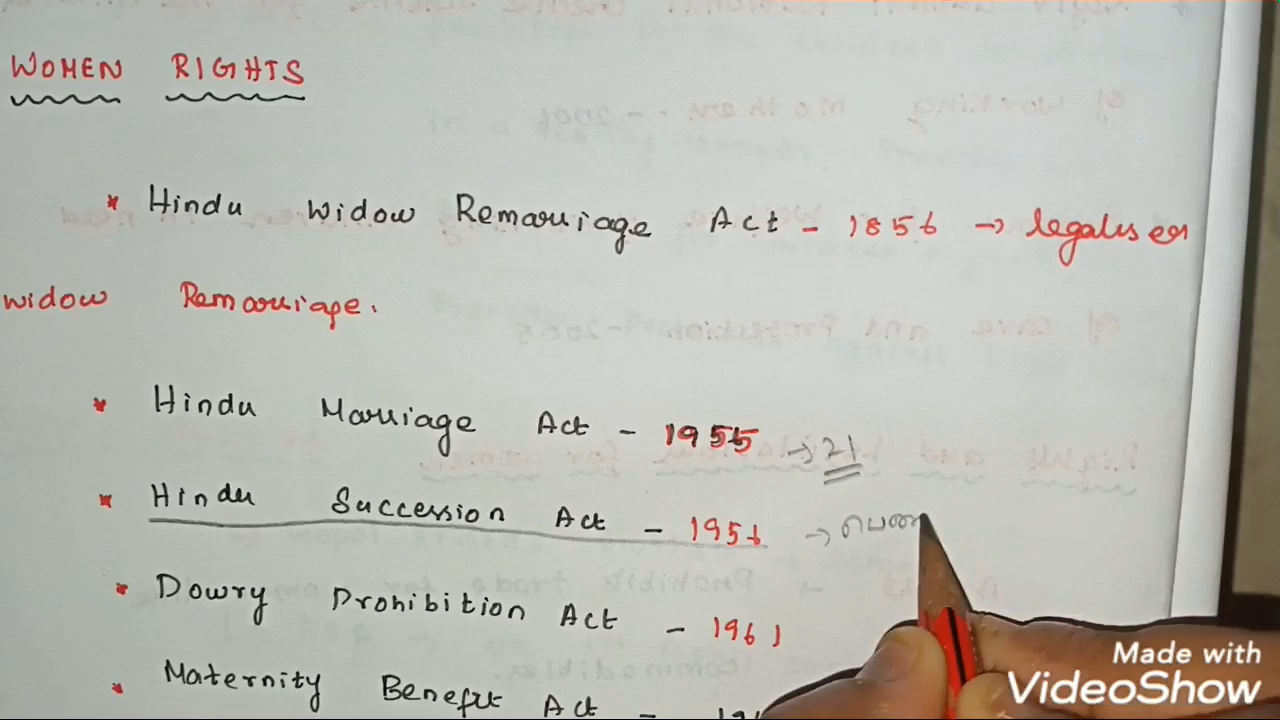 WOMEN RIGHTS
* Hindu Widow Remarriage Act - 1856 → legalises
widow Remarriage.
* Hindu Marriage Act - 1955 → 21
* Hindu Succession Act - 1956 → பெண
* Dowry Prohibition Act - 1961
* Maternity Benefit Act - 19
Made with
VideoShow